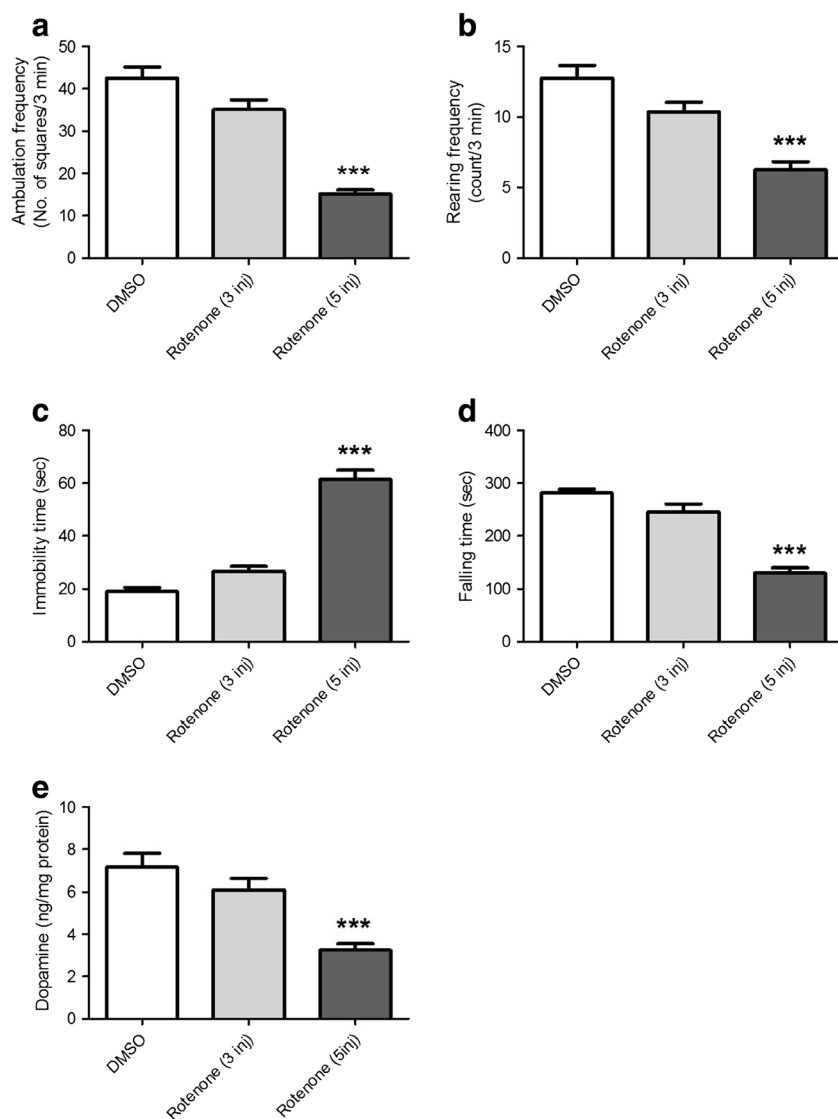 a
Ambulation frequency
(No. of squares/3 min)
50
40
30
20
10
0
***
DMSO
Rotenone (3 inj)
Rotenone (5 inj)
b
Rearing frequency
(count/3 min)
15
10
5
0
***
DMSO
Rotenone (3 inj)
Rotenone (5 inj)
c
Immobility time (sec)
80
60
40
20
0
***
DMSO
Rotenone (3 inj)
Rotenone (5 inj)
d
Falling time (sec)
400
300
200
100
0
***
DMSO
Rotenone (3 inj)
Rotenone (5 inj)
e
Dopamine (ng/mg protein)
10
8
6
4
2
0
***
DMSO
Rotenone (3 inj)
Rotenone (5inj)